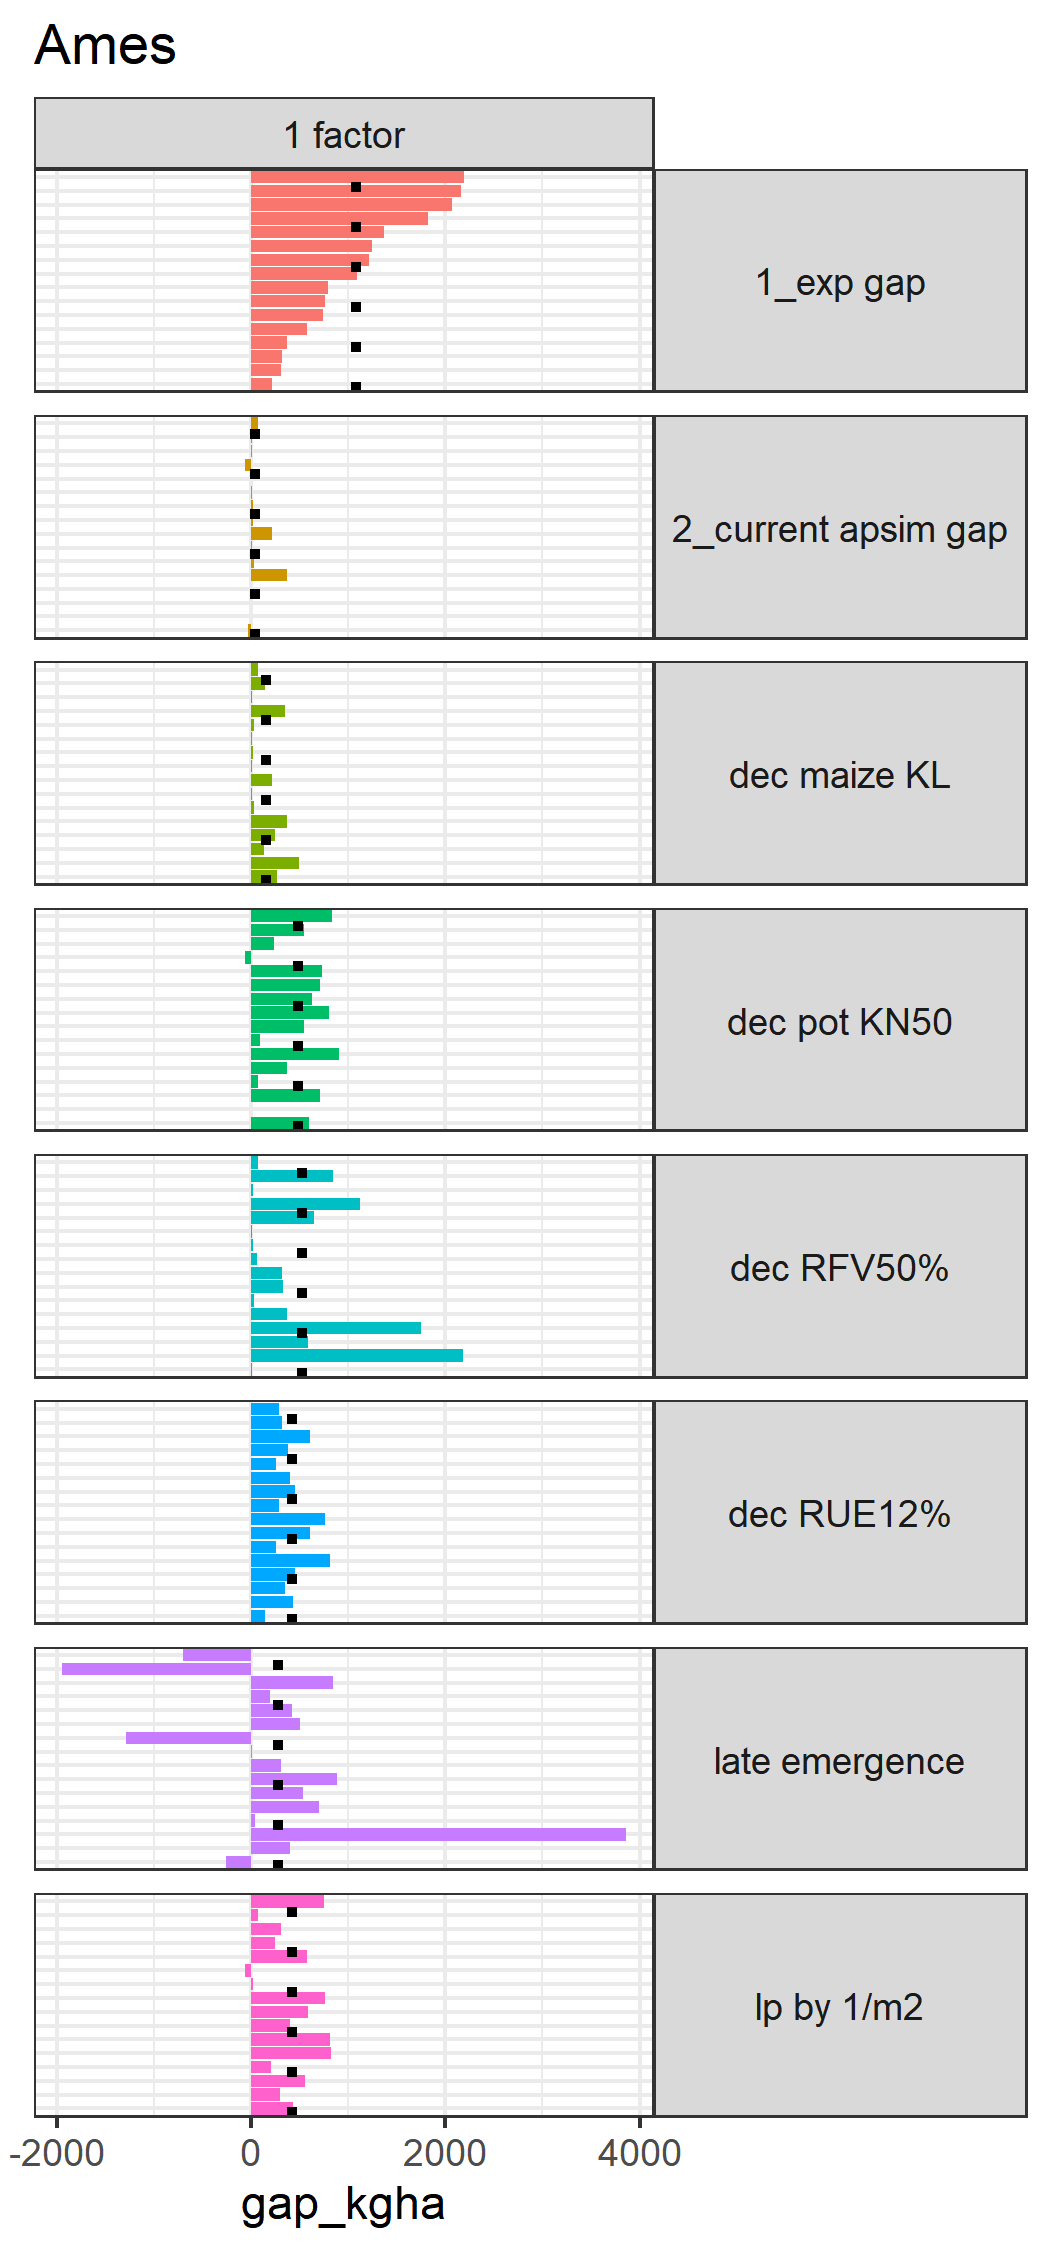 Ames
1 factor
1_exp gap
2_current apsim gap
dec maize KL
dec pot KN50
dec RFV50%
dec RUE12%
late emergence
lp by 1/m2
-2000 0 2000 4000
gap_kgha